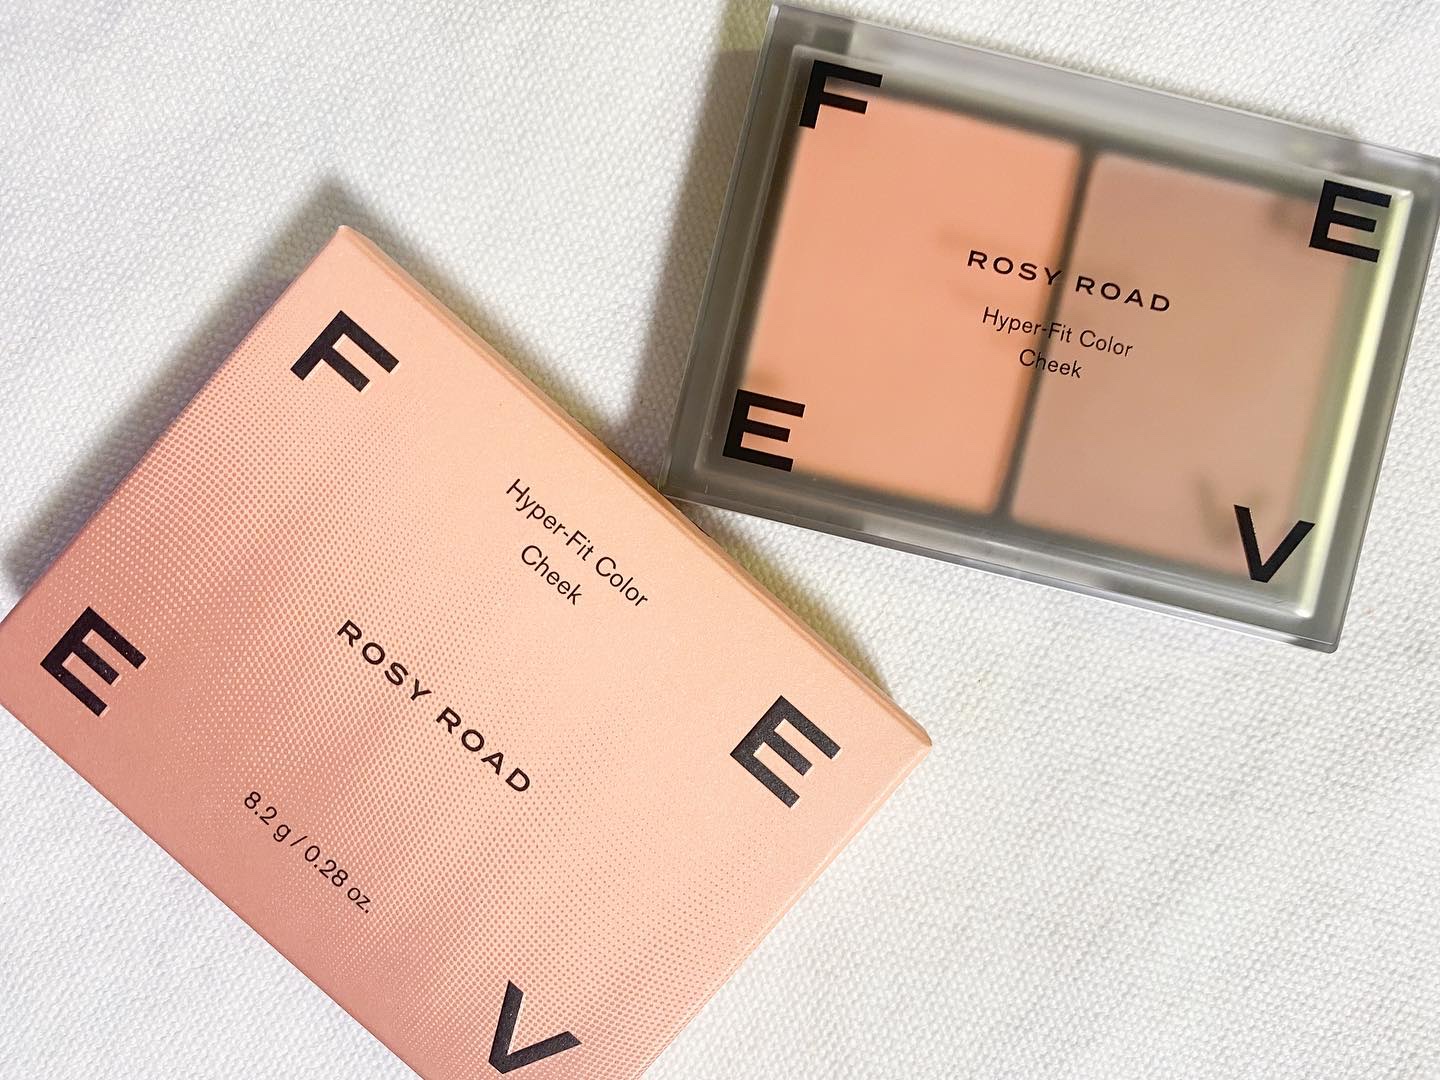 F E
E V
Hyper-Fit Color
Cheek
ROSY ROAD
8.2 g / 0.28 oz.
F E
E V
ROSY ROAD
Hyper-Fit Color
Cheek